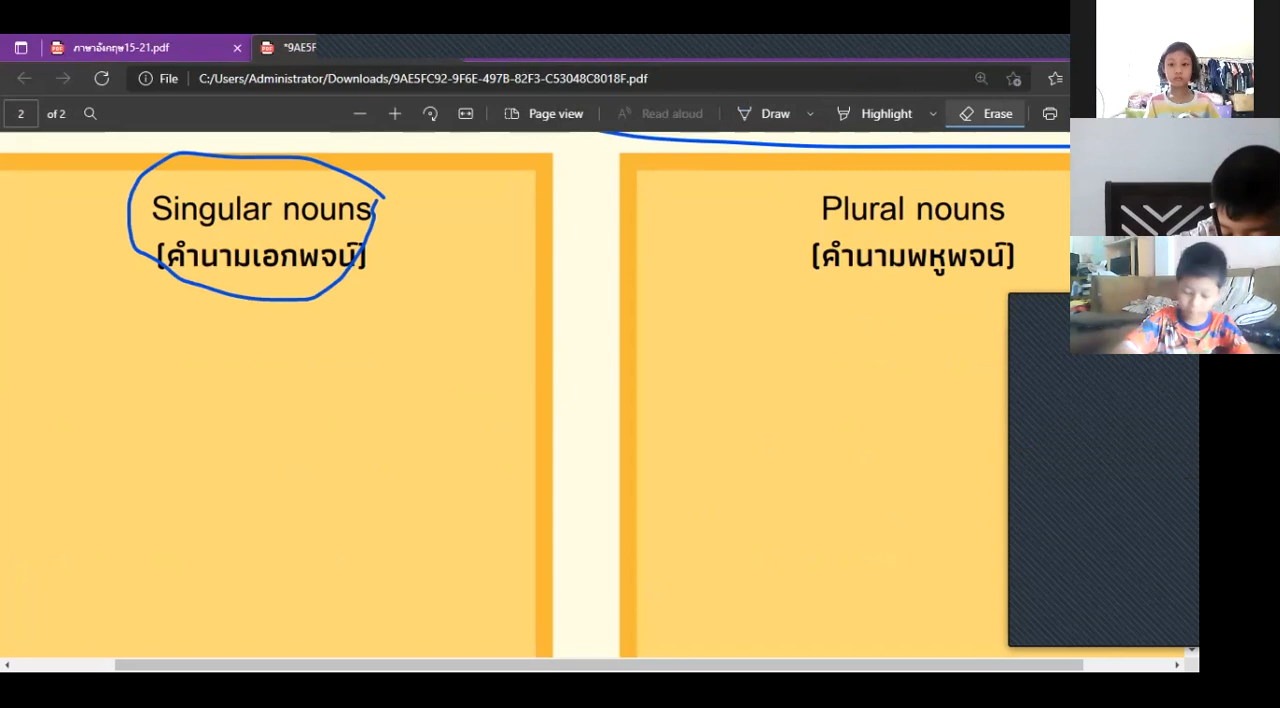 ภาษาอังกฤษ15-21.pdf
*9AE5F
File
C:/Users/Administrator/Downloads/9AE5FC92-9F6E-497B-82F3-C53048C8018F.pdf
2 of 2
Page view
Read aloud
Draw
Highlight
Erase
Singular nouns
(คำนามเอกพจน์)
Plural nouns
(คำนามพหูพจน์)